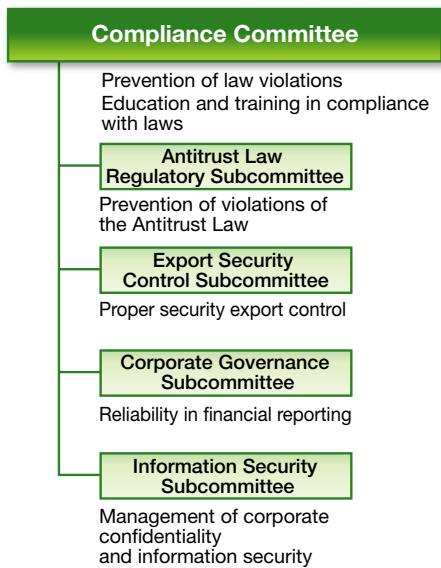 Compliance Committee
Prevention of law violations
Education and training in compliance
with laws
Antitrust Law
Regulatory Subcommittee
Prevention of violations of
the Antitrust Law
Export Security
Control Subcommittee
Proper security export control
Corporate Governance
Subcommittee
Reliability in financial reporting
Information Security
Subcommittee
Management of corporate
confidentiality
and information security